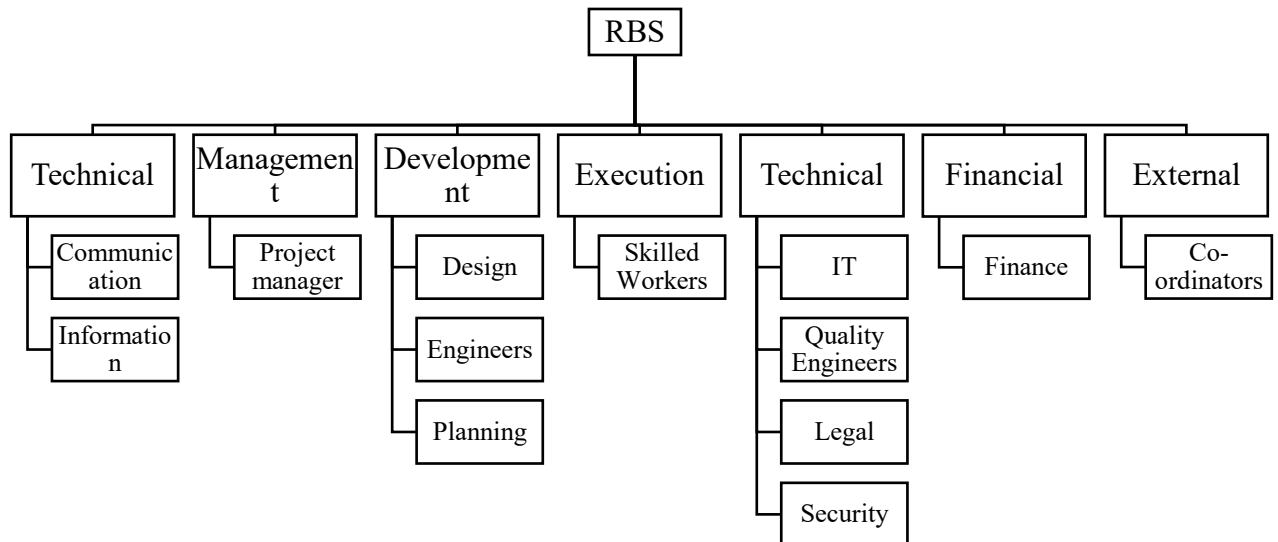 RBS
Technical
Managemen
t
Developme
nt
Execution
Technical
Financial
External
Communic
ation
Informatio
n
Project
manager
Design
Engineers
Planning
Skilled
Workers
IT
Quality
Engineers
Legal
Security
Finance
Co-
ordinators